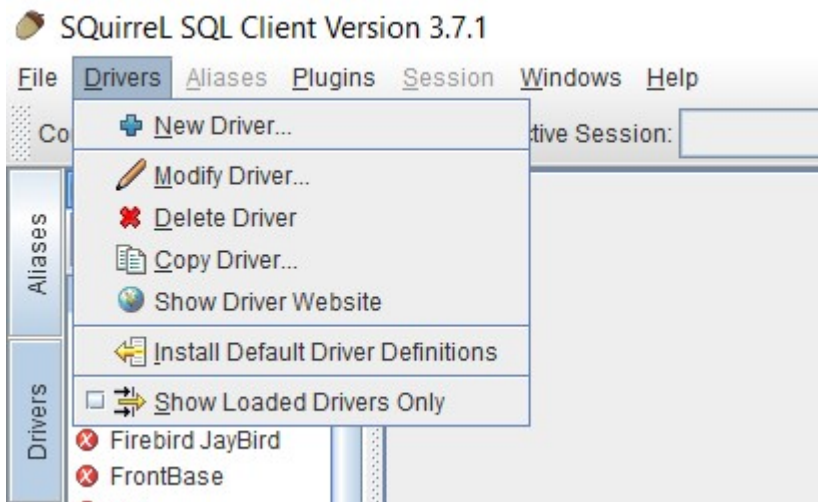 SQuirreL SQL Client Version 3.7.1
File Drivers Aliases Plugins Session Windows Help
New Driver...
Modify Driver...
Delete Driver
Copy Driver...
Show Driver Website
Install Default Driver Definitions
Show Loaded Drivers Only
Session:
Aliases
Drivers
Firebird JayBird
FrontBase